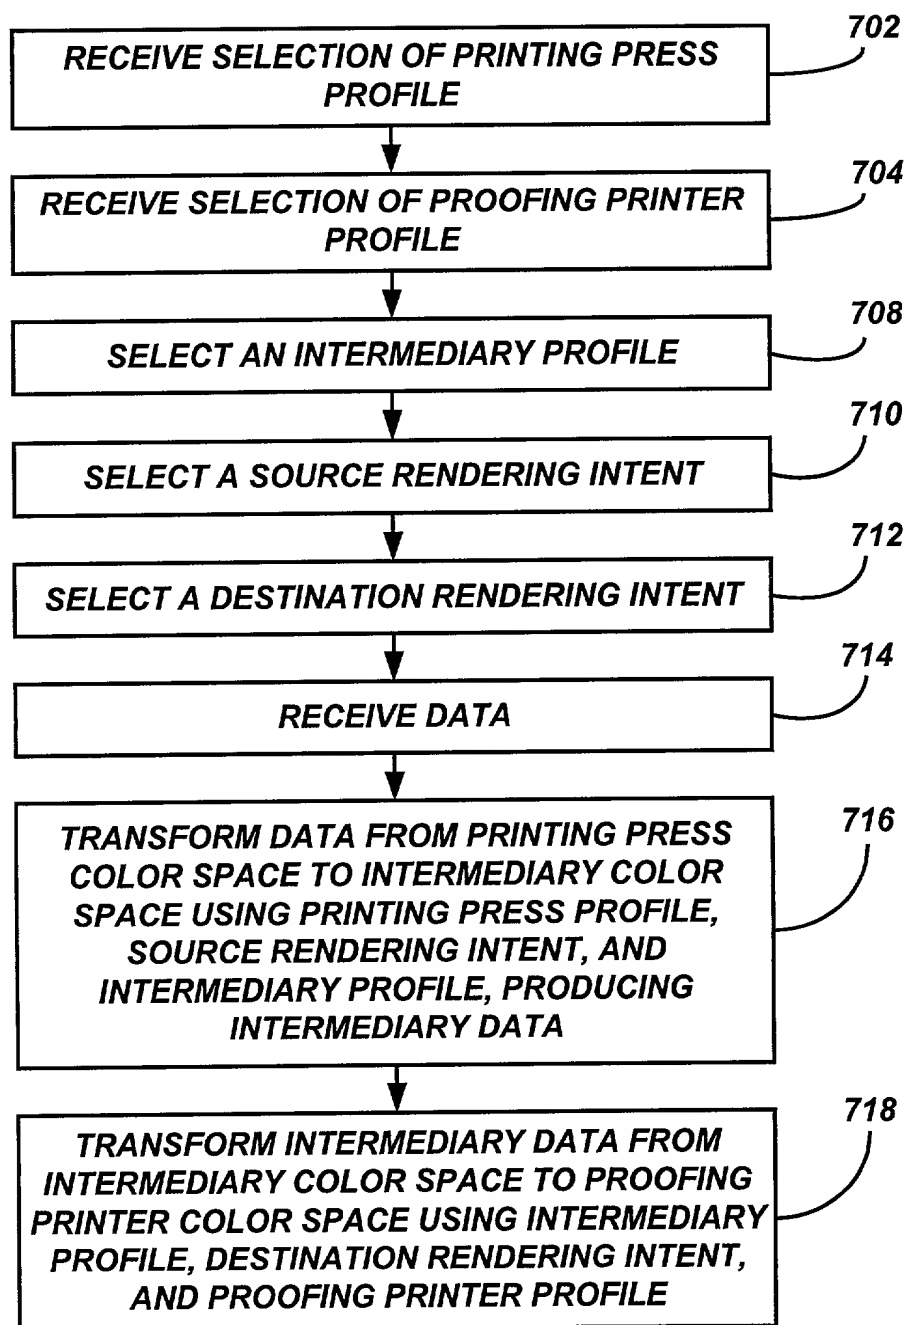 702
RECEIVE SELECTION OF PRINTING PRESS
PROFILE
704
RECEIVE SELECTION OF PROOFING PRINTER
PROFILE
708
SELECT AN INTERMEDIARY PROFILE
710
SELECT A SOURCE RENDERING INTENT
712
SELECT A DESTINATION RENDERING INTENT
714
RECEIVE DATA
716
TRANSFORM DATA FROM PRINTING PRESS
COLOR SPACE TO INTERMEDIARY COLOR
SPACE USING PRINTING PRESS PROFILE,
SOURCE RENDERING INTENT, AND
INTERMEDIARY PROFILE, PRODUCING
INTERMEDIARY DATA
718
TRANSFORM INTERMEDIARY DATA FROM
INTERMEDIARY COLOR SPACE TO PROOFING
PRINTER COLOR SPACE USING INTERMEDIARY
PROFILE, DESTINATION RENDERING INTENT,
AND PROOFING PRINTER PROFILE